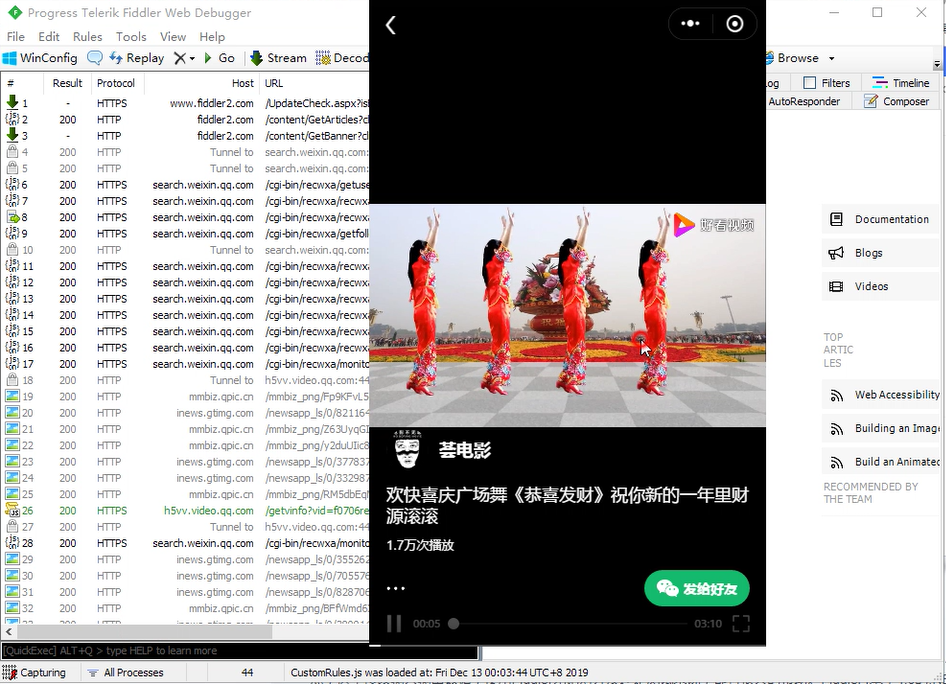 Progress Telerik Fiddler Web Debugger
File Edit Rules Tools View Help
WinConfig Replay Go Stream Decod
Browse
# Result Protocol Host URL
1 - HTTPS www.fiddler2.com /UpdateCheck.aspx?isl
2 200 HTTPS fiddler2.com /content/GetArticles?cl
3 - HTTPS fiddler2.com /content/GetBanner?cl
4 200 HTTP Tunnel to search.weixin.qq.com:
5 200 HTTP Tunnel to search.weixin.qq.com:
6 200 HTTPS search.weixin.qq.com /cgi-bin/recwxa/getuse
7 200 HTTPS search.weixin.qq.com /cgi-bin/recwxa/recwxa
8 200 HTTPS search.weixin.qq.com /cgi-bin/recwxa/recwxa
9 200 HTTPS search.weixin.qq.com /cgi-bin/recwxa/getfoll
10 200 HTTP Tunnel to search.weixin.qq.com:
11 200 HTTPS search.weixin.qq.com /cgi-bin/recwxa/recwxa
12 200 HTTPS search.weixin.qq.com /cgi-bin/recwxa/recwxa
13 200 HTTPS search.weixin.qq.com /cgi-bin/recwxa/recwxa
14 200 HTTPS search.weixin.qq.com /cgi-bin/recwxa/recwxa
15 200 HTTPS search.weixin.qq.com /cgi-bin/recwxa/recwxa
16 200 HTTPS search.weixin.qq.com /cgi-bin/recwxa/recwxa
17 200 HTTPS search.weixin.qq.com /cgi-bin/recwxa/monito
18 200 HTTP Tunnel to h5vv.video.qq.com:44
19 200 HTTP mmbiz.qpic.cn /mmbiz_png/Fp9KFvL5
20 200 HTTP inews.gtimg.com /newsapp_ls/0/821164
21 200 HTTP mmbiz.qpic.cn /mmbiz_png/Z63UyqGI
22 200 HTTP mmbiz.qpic.cn /mmbiz_png/y2duUIic8
23 200 HTTP inews.gtimg.com /newsapp_ls/0/377837
24 200 HTTP inews.gtimg.com /newsapp_ls/0/332987
25 200 HTTP mmbiz.qpic.cn /mmbiz_png/RM5dbEqM
26 200 HTTPS h5vv.video.qq.com /getvinfo?vid=f0706re
27 200 HTTP Tunnel to h5vv.video.qq.com:44
28 200 HTTPS search.weixin.qq.com /cgi-bin/recwxa/monito
29 200 HTTP inews.gtimg.com /newsapp_ls/0/355262
30 200 HTTP inews.gtimg.com /newsapp_ls/0/705576
31 200 HTTP inews.gtimg.com /newsapp_ls/0/828706
32 200 HTTP mmbiz.qpic.cn /mmbiz_png/BFfWmd6
[QuickExec] ALT+Q > type HELP to learn more
Capturing All Processes 44 CustomRules.js was loaded at: Fri Dec 13 00:03:44 UTC+8 2019
好看视频
荟电影
欢快喜庆广场舞《恭喜发财》祝你新的一年里财
源滚滚
1.7万次播放
发给好友
00:05 03:10
og Filters Timeline
AutoResponder Composer
Documentation
Blogs
Videos
TOP
ARTIC
LES
Web Accessibility
Building an Image
Build an Animated
RECOMMENDED BY
THE TEAM